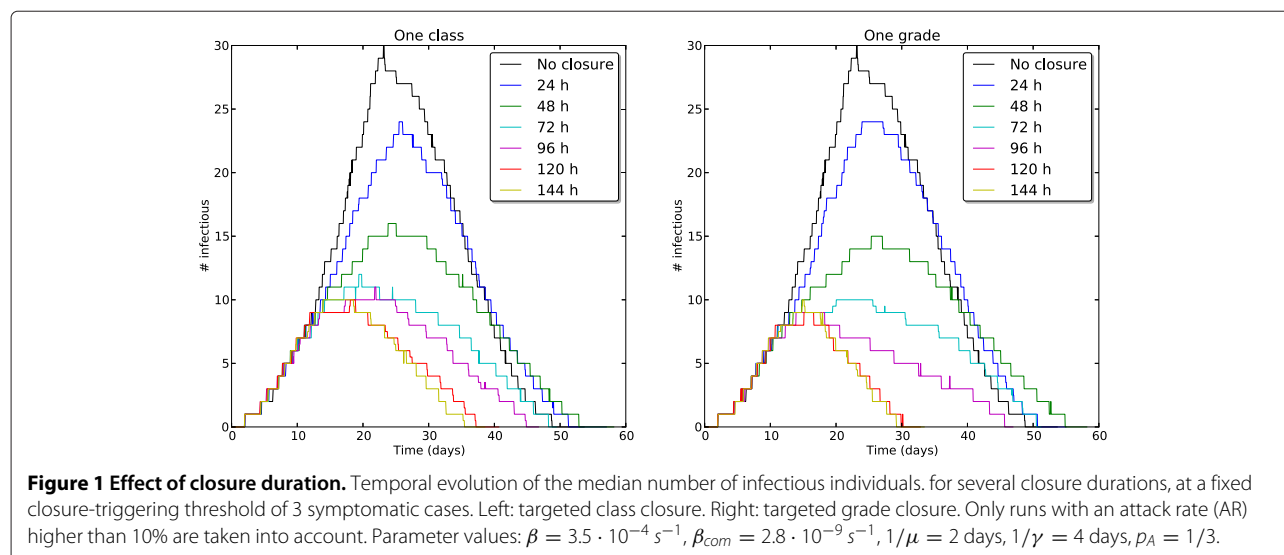 One class
# infectious
30
25
20
15
10
5
0
No closure
24 h
48 h
72 h
96 h
120 h
144 h
0 10 20 30 40 50 60
Time (days)
One grade
# infectious
30
25
20
15
10
5
0
No closure
24 h
48 h
72 h
96 h
120 h
144 h
0 10 20 30 40 50 60
Time (days)
Figure 1 Effect of closure duration. Temporal evolution of the median number of infectious individuals. for several closure durations, at a fixed
closure-triggering threshold of 3 symptomatic cases. Left: targeted class closure. Right: targeted grade closure. Only runs with an attack rate (AR)
higher than 10% are taken into account. Parameter values: β = 3.5 · 10⁻⁴ s⁻¹, β_com = 2.8 · 10⁻⁹ s⁻¹, 1/μ = 2 days, 1/γ = 4 days, p_A = 1/3.